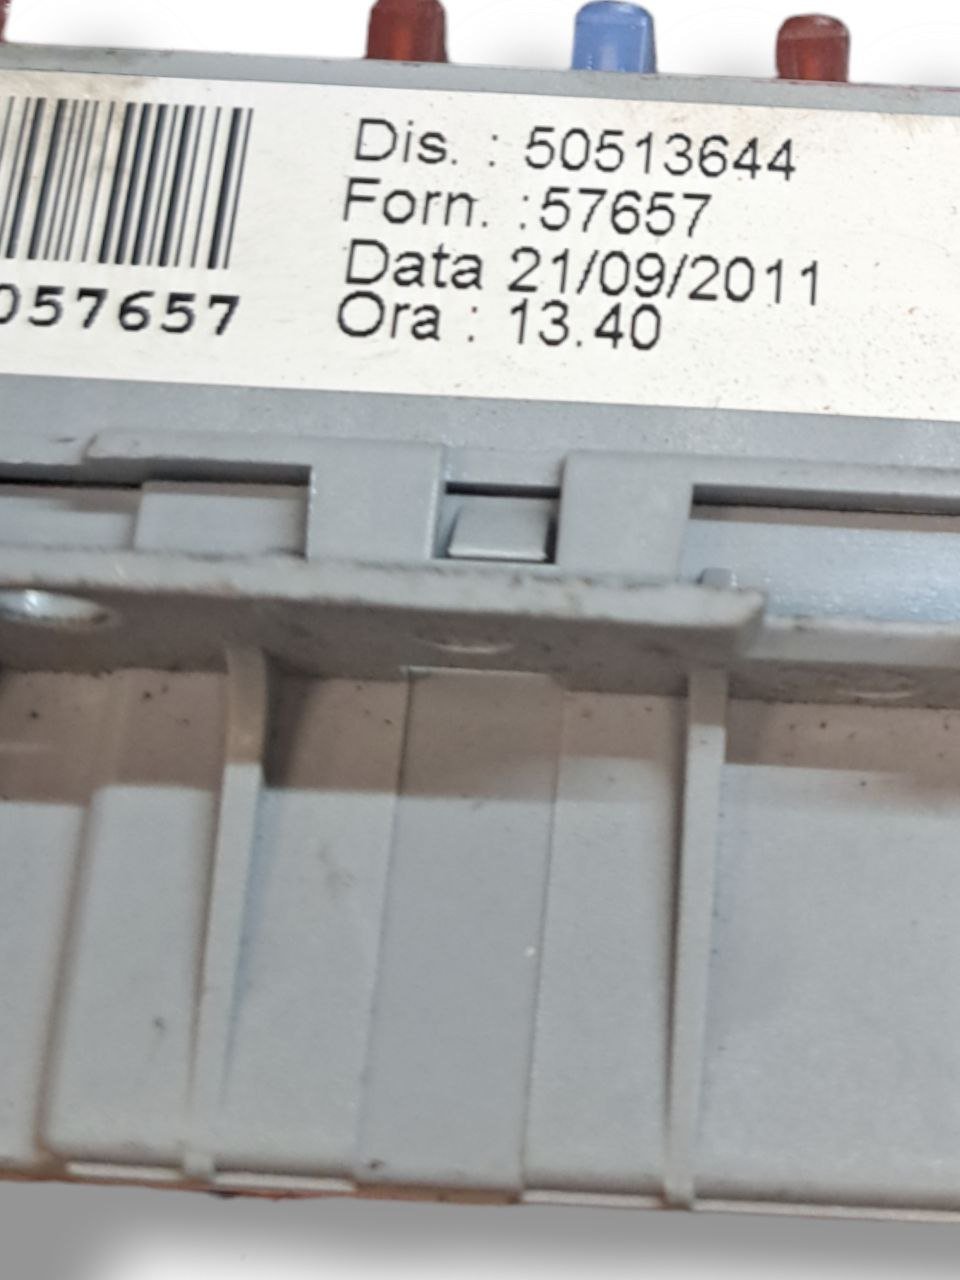 Dis. : 50513644
Forn. :57657
Data 21/09/2011
Ora : 13.40
057657